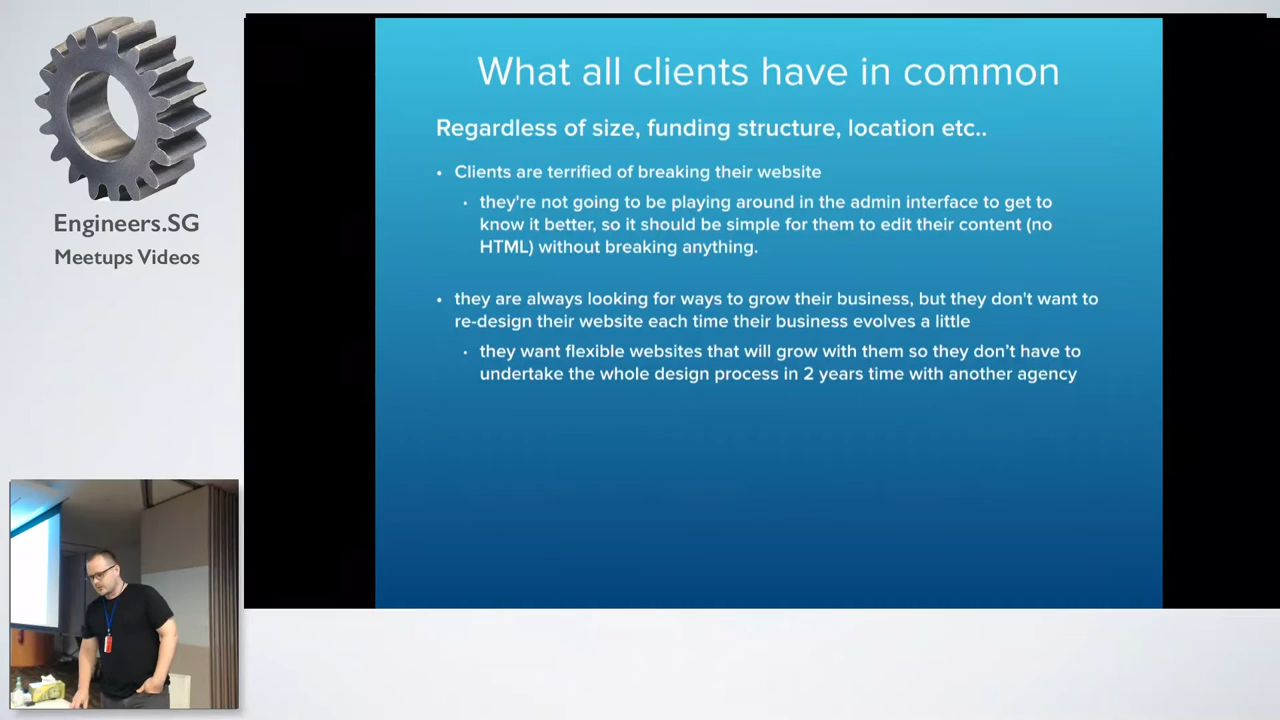 Engineers.SG
Meetups Videos
What all clients have in common
Regardless of size, funding structure, location etc..
• Clients are terrified of breaking their website
• they're not going to be playing around in the admin interface to get to
know it better, so it should be simple for them to edit their content (no
HTML) without breaking anything.
• they are always looking for ways to grow their business, but they don't want to
re-design their website each time their business evolves a little
• they want flexible websites that will grow with them so they don’t have to
undertake the whole design process in 2 years time with another agency